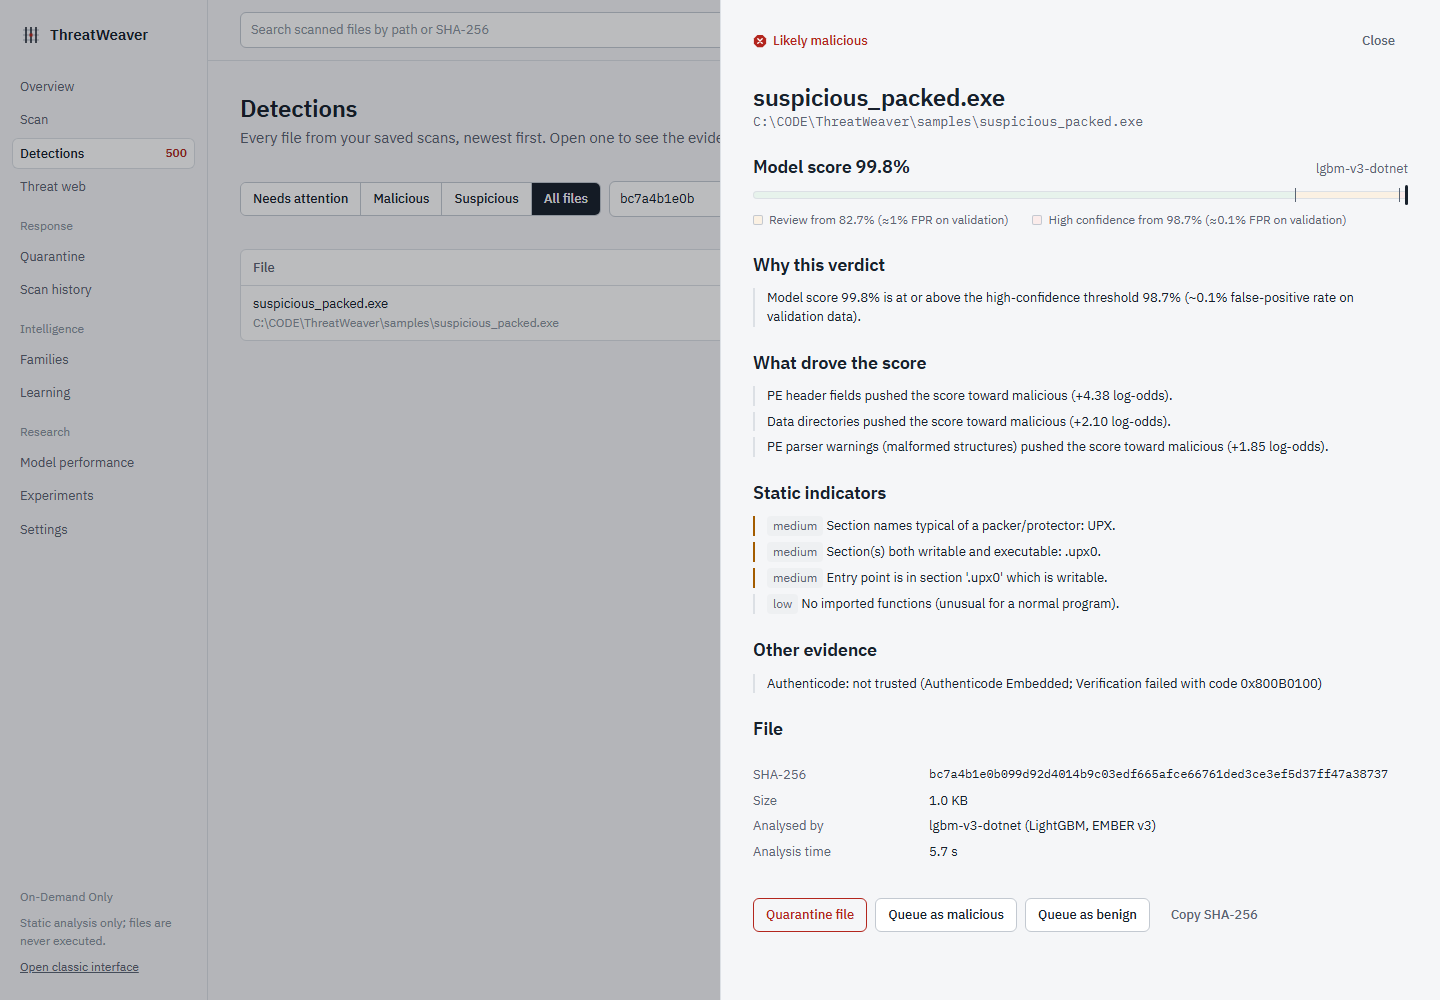 ThreatWeaver
Overview
Scan
Detections 500
Threat web
Response
Quarantine
Scan history
Intelligence
Families
Learning
Research
Model performance
Experiments
Settings
On-Demand Only
Static analysis only; files are
never executed.
Open classic interface
Search scanned files by path or SHA-256
Detections
Every file from your saved scans, newest first. Open one to see the evide
Needs attention Malicious Suspicious All files bc7a4b1e0b
File
suspicious_packed.exe
C:\CODE\ThreatWeaver\samples\suspicious_packed.exe
Likely malicious Close
suspicious_packed.exe
C:\CODE\ThreatWeaver\samples\suspicious_packed.exe
Model score 99.8% lgbm-v3-dotnet
Review from 82.7% (≈1% FPR on validation) High confidence from 98.7% (≈0.1% FPR on validation)
Why this verdict
Model score 99.8% is at or above the high-confidence threshold 98.7% (~0.1% false-positive rate on
validation data).
What drove the score
PE header fields pushed the score toward malicious (+4.38 log-odds).
Data directories pushed the score toward malicious (+2.10 log-odds).
PE parser warnings (malformed structures) pushed the score toward malicious (+1.85 log-odds).
Static indicators
medium Section names typical of a packer/protector: UPX.
medium Section(s) both writable and executable: .upx0.
medium Entry point is in section '.upx0' which is writable.
low No imported functions (unusual for a normal program).
Other evidence
Authenticode: not trusted (Authenticode Embedded; Verification failed with code 0x800B0100)
File
SHA-256 bc7a4b1e0b099d92d4014b9c03edf665afce66761ded3ce3ef5d37ff47a38737
Size 1.0 KB
Analysed by lgbm-v3-dotnet (LightGBM, EMBER v3)
Analysis time 5.7 s
Quarantine file Queue as malicious Queue as benign Copy SHA-256